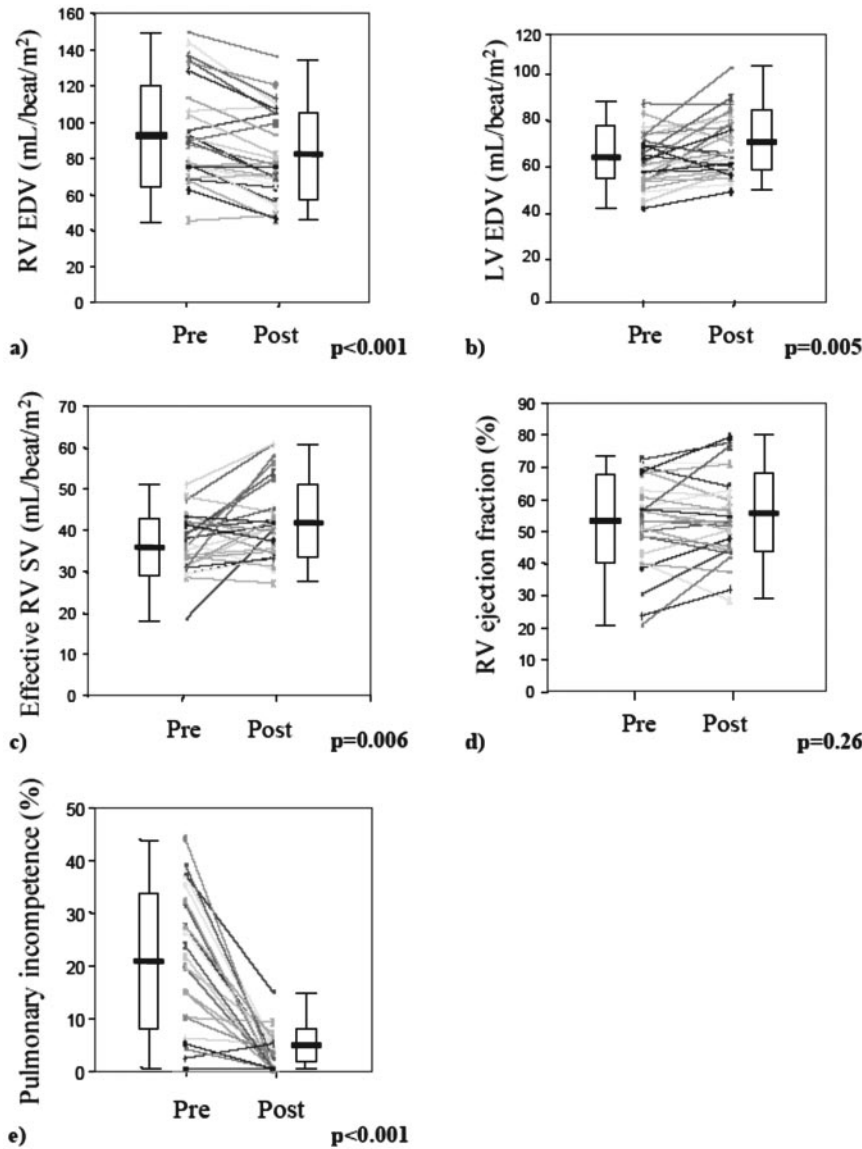 RV EDV (mL/beat/m²)
160
140
120
100
80
60
40
20
0
Pre Post
a)
p<0.001
LV EDV (mL/beat/m²)
120
100
80
60
40
20
0
Pre Post
b)
p=0.005
Effective RV SV (mL/beat/m²)
70
60
50
40
30
20
10
0
Pre Post
c)
p=0.006
RV ejection fraction (%)
90
80
70
60
50
40
30
20
10
0
Pre Post
d)
p=0.26
Pulmonary incompetence (%)
50
40
30
20
10
0
Pre Post
e)
p<0.001